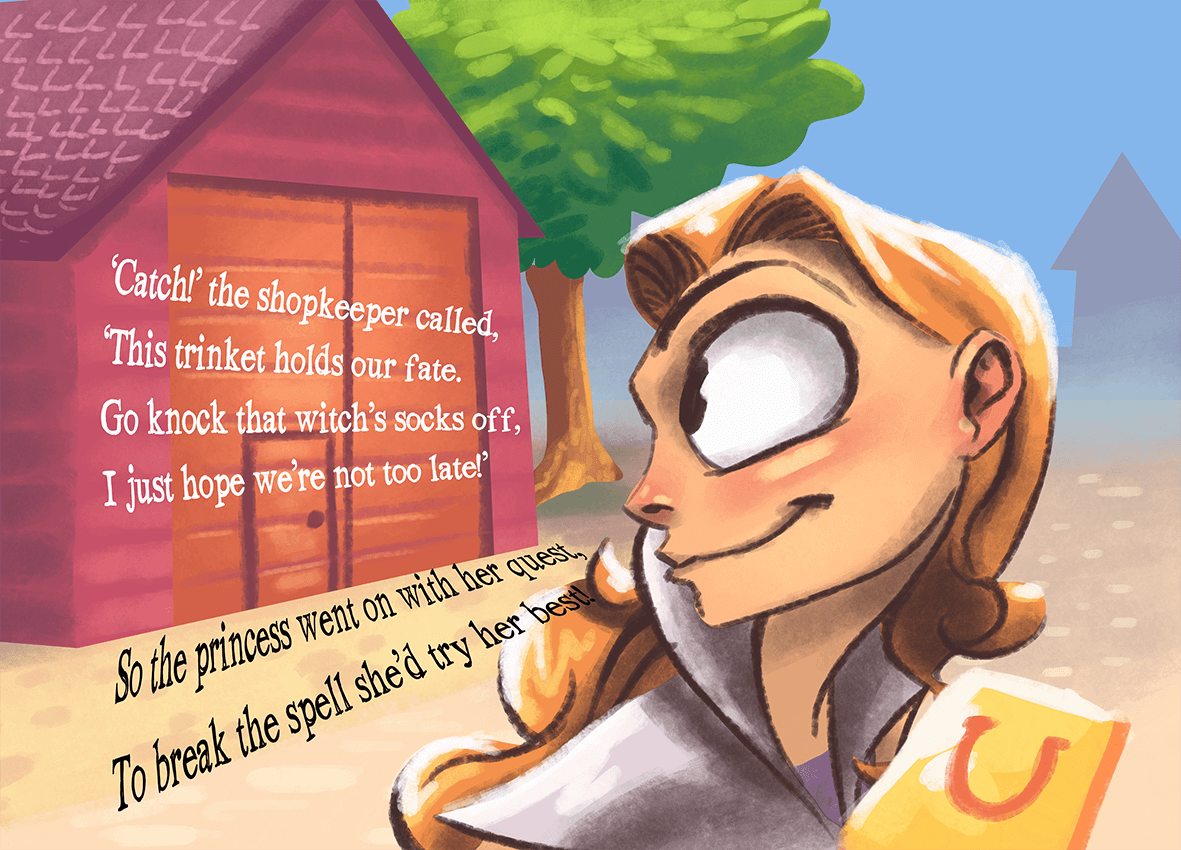 ‘Catch!’ the shopkeeper called,
‘This trinket holds our fate.
Go knock that witch’s socks off,
I just hope we’re not too late!’
So the princess went on with her quest,
To break the spell she’d try her best!